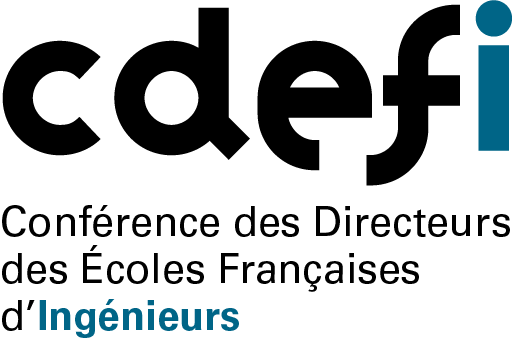 cdefi
Conférence des Directeurs
des Écoles Françaises
d'Ingénieurs